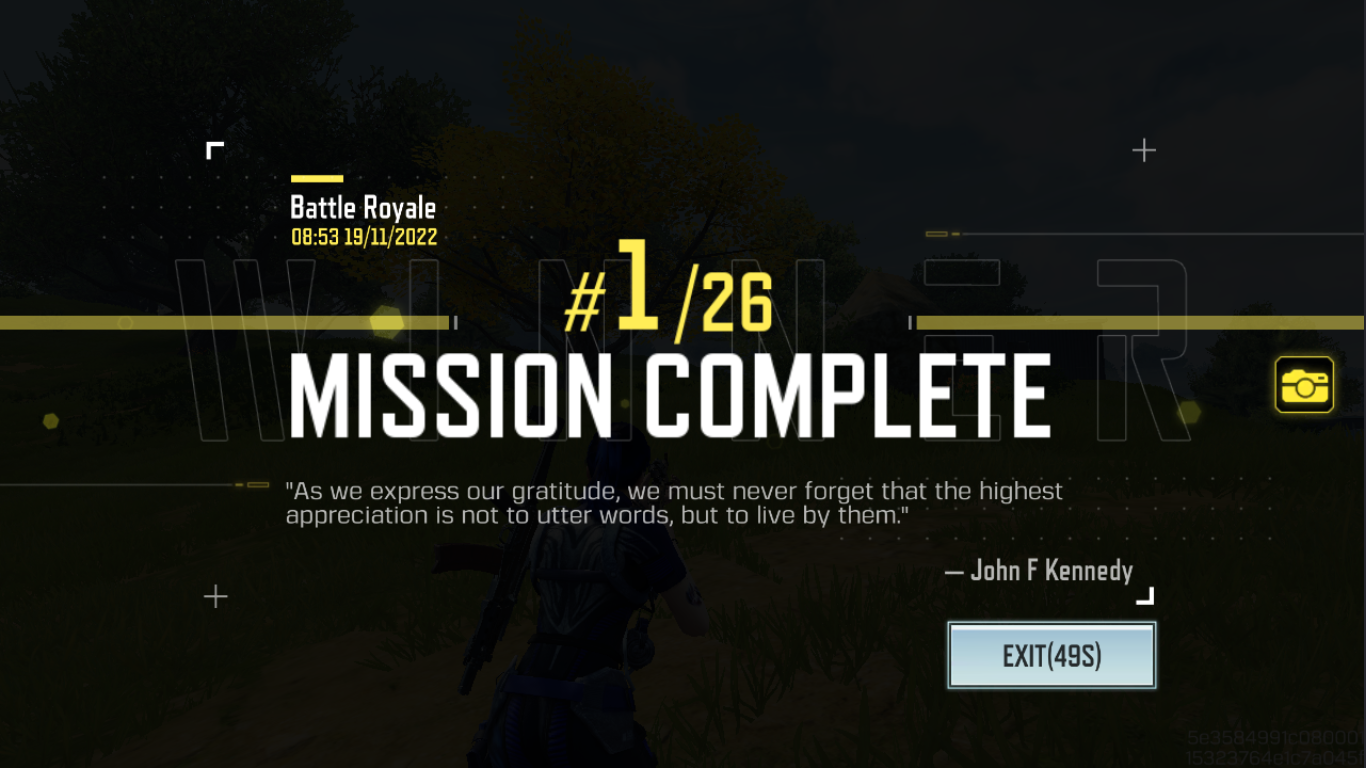 Battle Royale
08:53 19/11/2022
WINNER
#1/26
MISSION COMPLETE
"As we express our gratitude, we must never forget that the highest
appreciation is not to utter words, but to live by them."
— John F Kennedy
EXIT(49S)